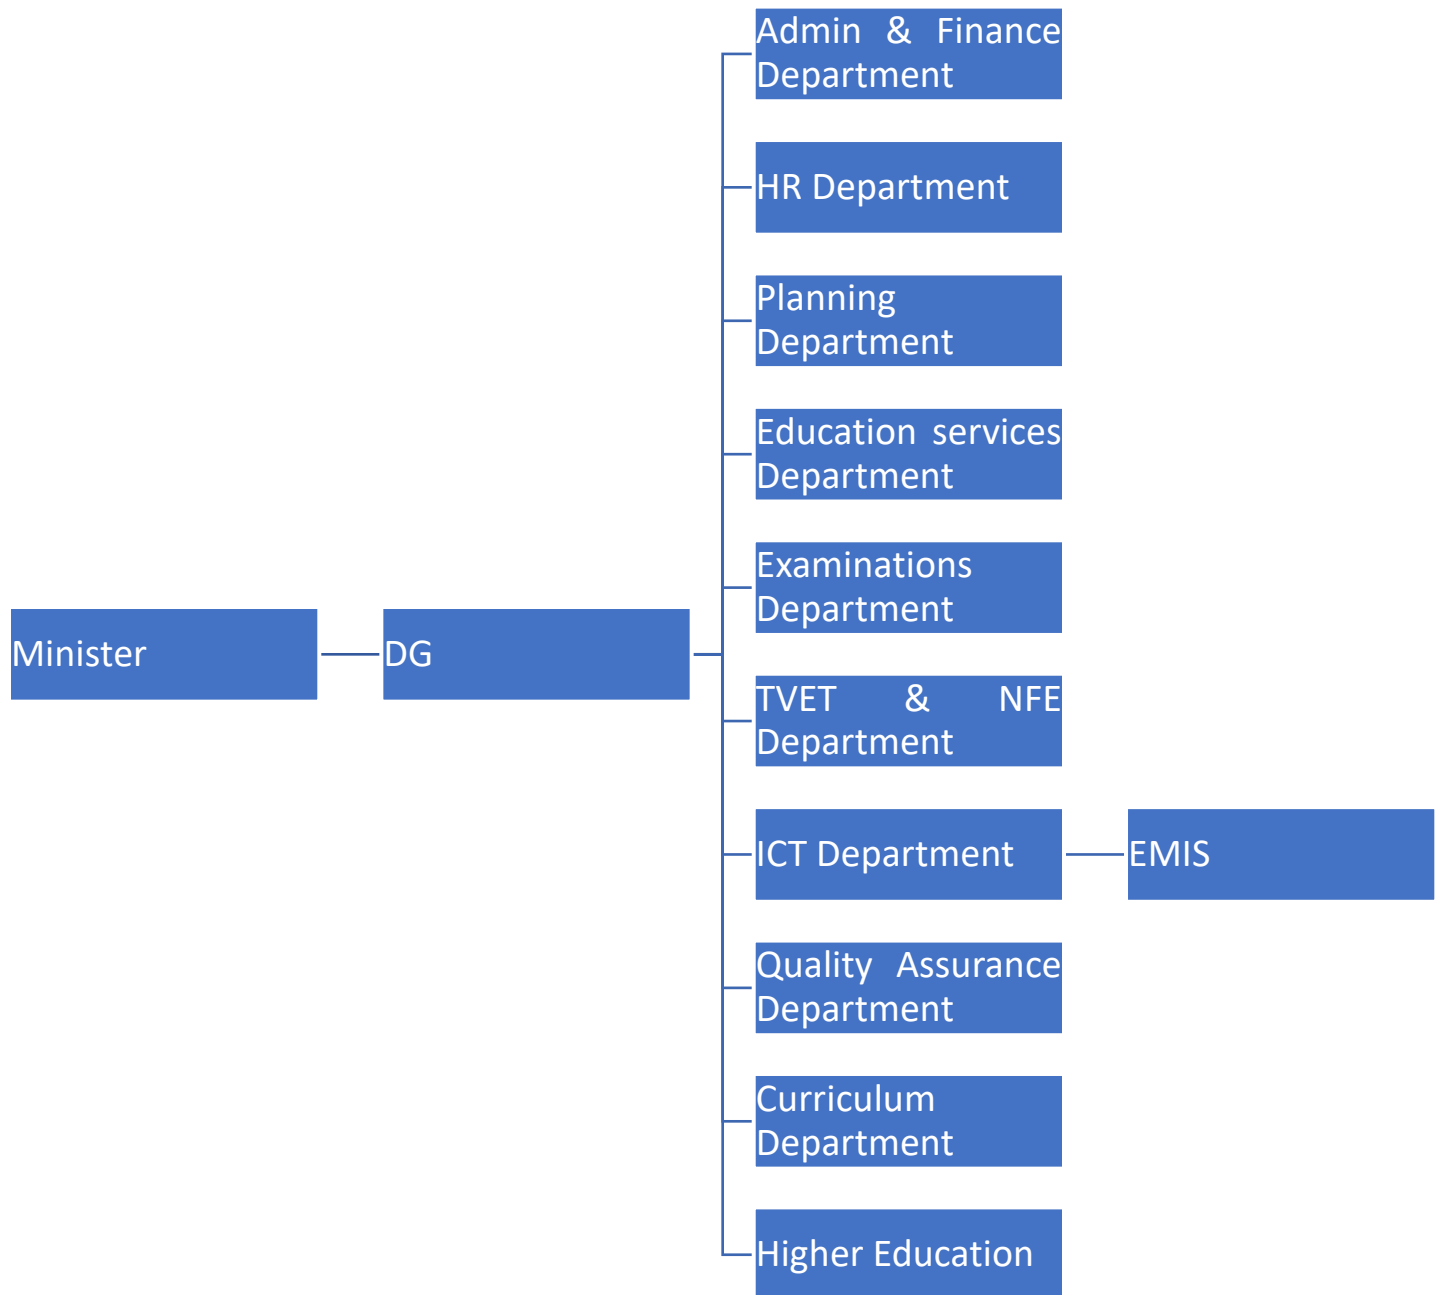 Admin & Finance
Department
HR Department
Planning
Department
Education services
Department
Examinations
Department
Minister
DG
TVET & NFE
Department
ICT Department
EMIS
Quality Assurance
Department
Curriculum
Department
Higher Education